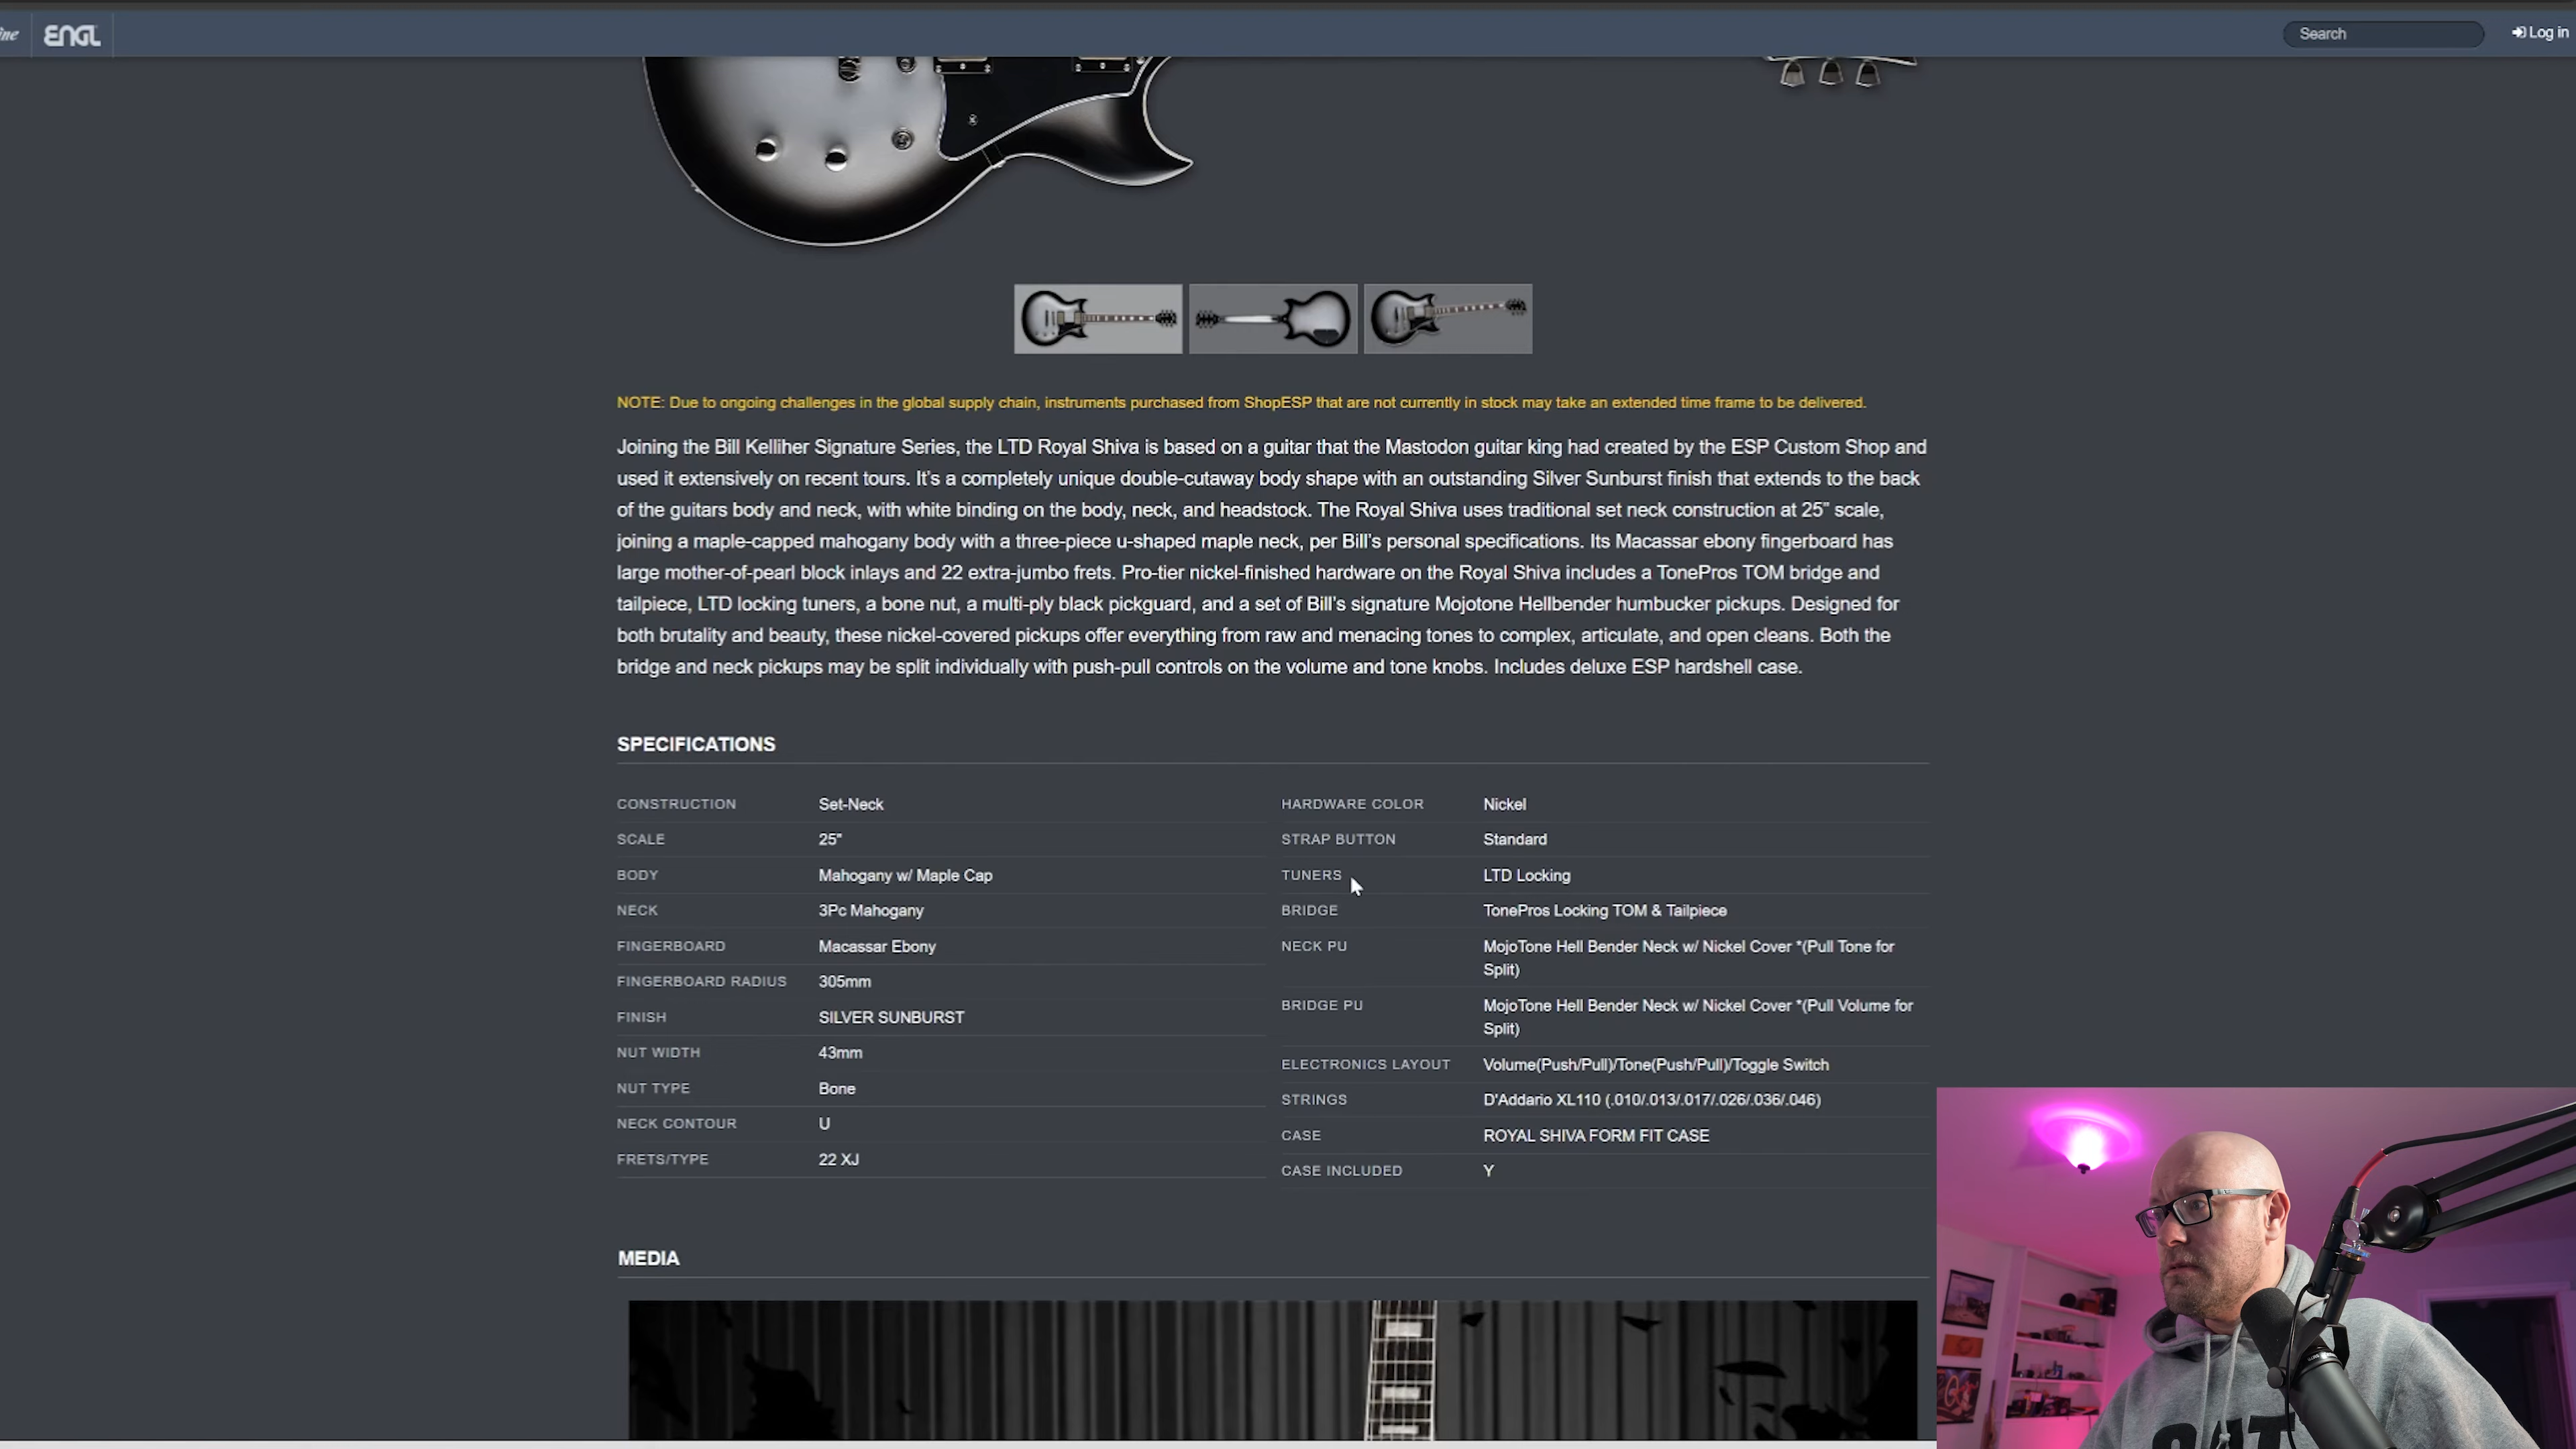 ine ENGL Search Log in
NOTE: Due to ongoing challenges in the global supply chain, instruments purchased from ShopESP that are not currently in stock may take an extended time frame to be delivered.
Joining the Bill Kelliher Signature Series, the LTD Royal Shiva is based on a guitar that the Mastodon guitar king had created by the ESP Custom Shop and
used it extensively on recent tours. It's a completely unique double-cutaway body shape with an outstanding Silver Sunburst finish that extends to the back
of the guitars body and neck, with white binding on the body, neck, and headstock. The Royal Shiva uses traditional set neck construction at 25" scale,
joining a maple-capped mahogany body with a three-piece u-shaped maple neck, per Bill's personal specifications. Its Macassar ebony fingerboard has
large mother-of-pearl block inlays and 22 extra-jumbo frets. Pro-tier nickel-finished hardware on the Royal Shiva includes a TonePros TOM bridge and
tailpiece, LTD locking tuners, a bone nut, a multi-ply black pickguard, and a set of Bill's signature Mojotone Hellbender humbucker pickups. Designed for
both brutality and beauty, these nickel-covered pickups offer everything from raw and menacing tones to complex, articulate, and open cleans. Both the
bridge and neck pickups may be split individually with push-pull controls on the volume and tone knobs. Includes deluxe ESP hardshell case.
SPECIFICATIONS
CONSTRUCTION Set-Neck
SCALE 25"
BODY Mahogany w/ Maple Cap
NECK 3Pc Mahogany
FINGERBOARD Macassar Ebony
FINGERBOARD RADIUS 305mm
FINISH SILVER SUNBURST
NUT WIDTH 43mm
NUT TYPE Bone
NECK CONTOUR U
FRETS/TYPE 22 XJ
HARDWARE COLOR Nickel
STRAP BUTTON Standard
TUNERS LTD Locking
BRIDGE TonePros Locking TOM & Tailpiece
NECK PU MojoTone Hell Bender Neck w/ Nickel Cover *(Pull Tone for
Split)
BRIDGE PU MojoTone Hell Bender Neck w/ Nickel Cover *(Pull Volume for
Split)
ELECTRONICS LAYOUT Volume(Push/Pull)/Tone(Push/Pull)/Toggle Switch
STRINGS D'Addario XL110 (.010/.013/.017/.026/.036/.046)
CASE ROYAL SHIVA FORM FIT CASE
CASE INCLUDED Y
MEDIA